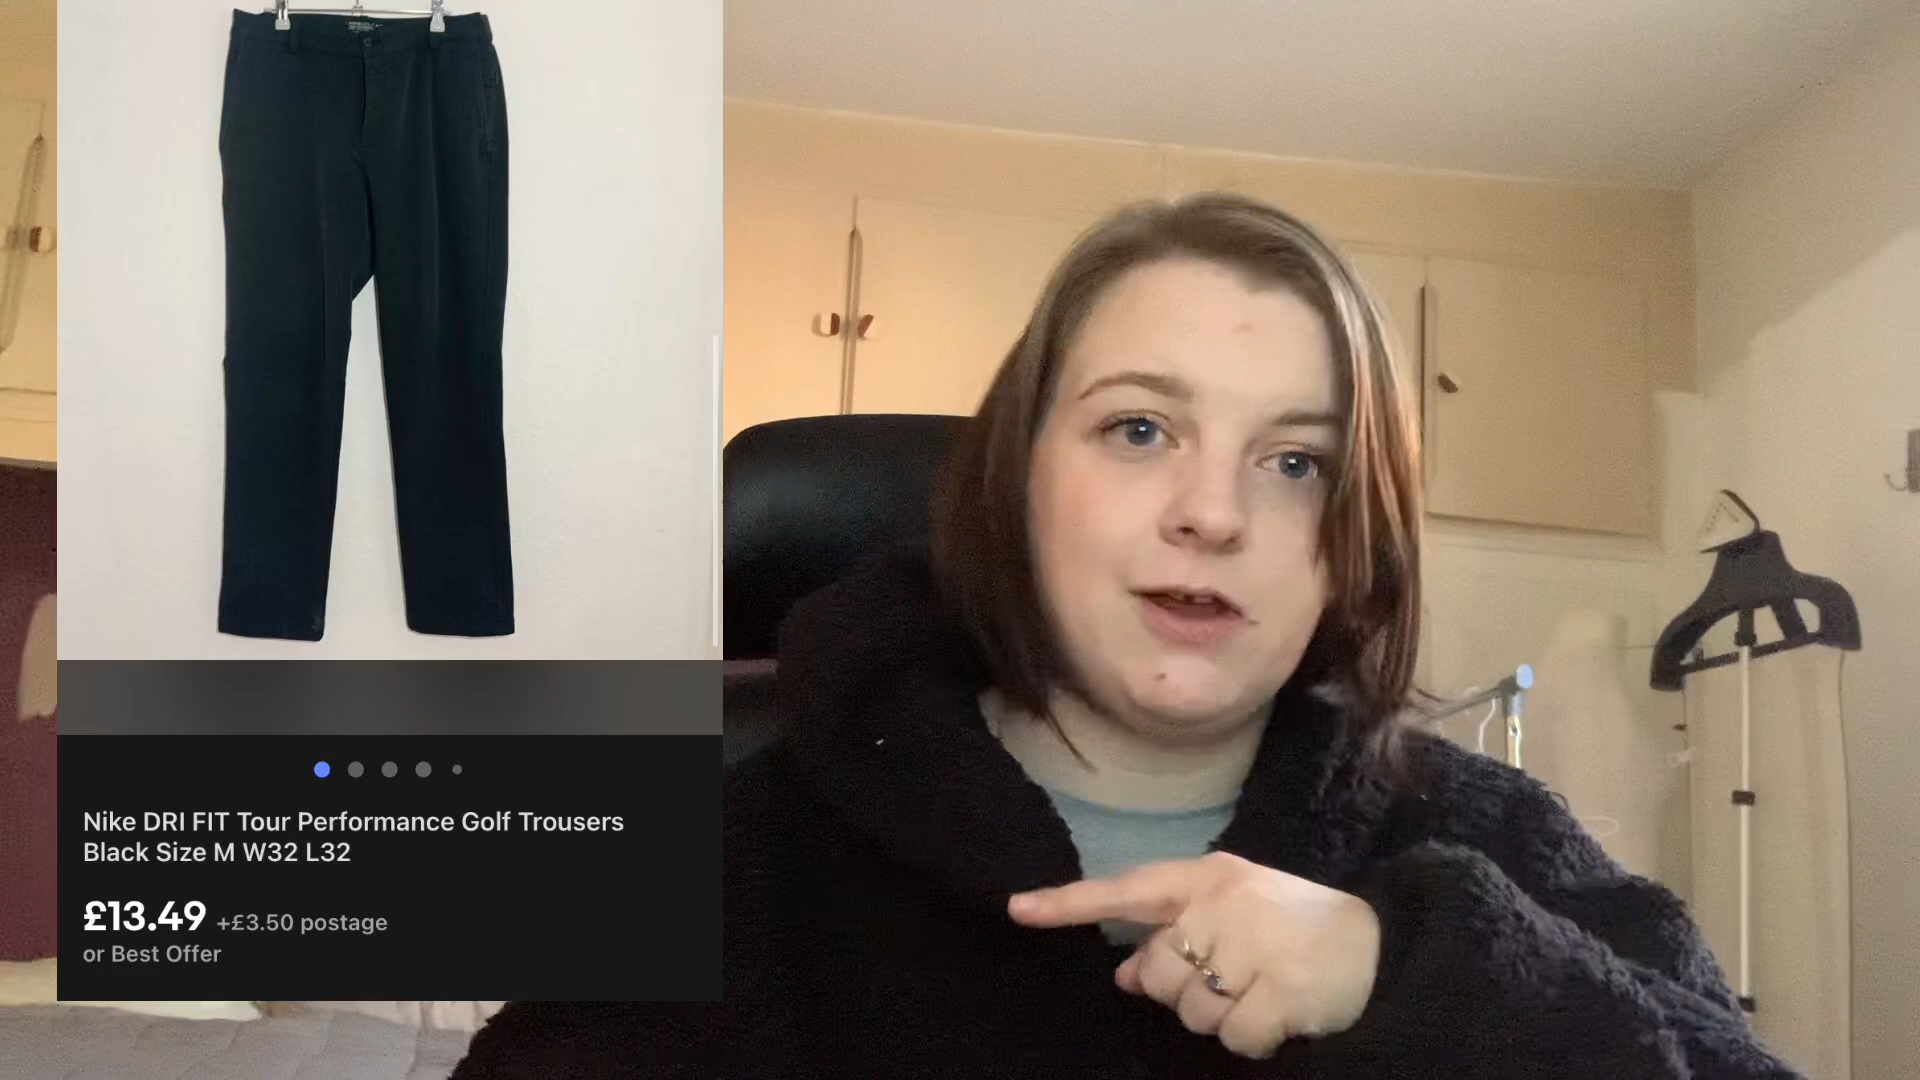 Nike DRI FIT Tour Performance Golf Trousers
Black Size M W32 L32
£13.49 +£3.50 postage
or Best Offer